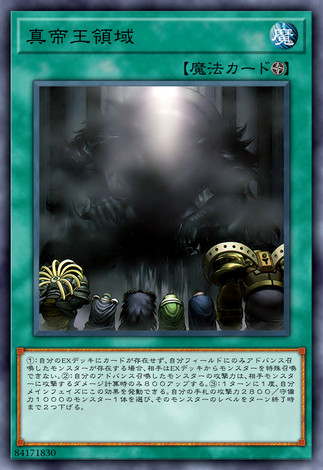 真帝王領域
魔
【魔法カード】
①：自分のEXデッキにカードが存在せず、自分フィールドにのみアドバンス召
喚したモンスターが存在する場合、相手はEXデッキからモンスターを特殊召喚
できない。②：自分のアドバンス召喚したモンスターの攻撃力は、相手モンスタ
ーに攻撃するダメージ計算時のみ８００アップする。③：１ターンに１度、自分
メインフェイズにこの効果を発動できる。自分の手札の攻撃力２８００／守備
力１０００のモンスター１体を選び、そのモンスターのレベルをターン終了時
まで２つ下げる。
84171830